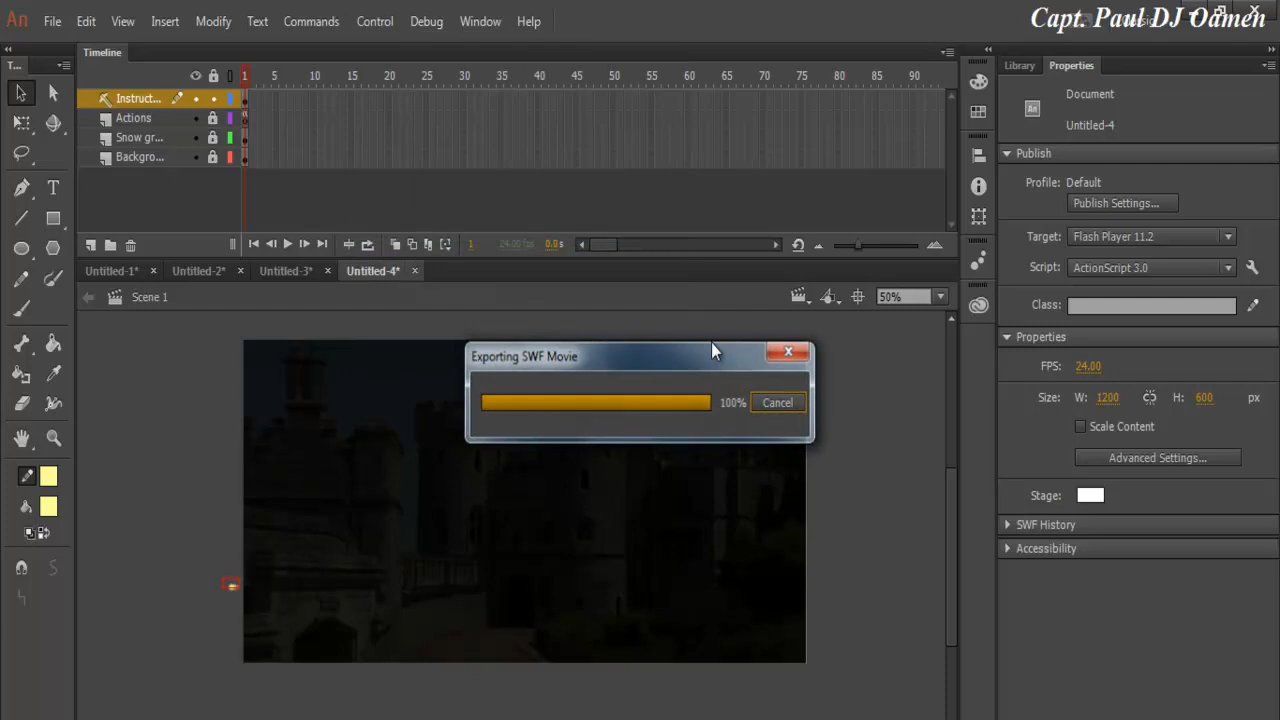 An File Edit View Insert Modify Text Commands Control Debug Window Help
Capt. Paul DJ Oamen
T...
Timeline
Library Properties
1 5 10 15 20 25 30 35 40 45 50 55 60 65 70 75 80 85 90
Instruct...
Actions
Snow gr...
Backgro...
1 24.00 fps 0.0 s
Untitled-1* × Untitled-2* × Untitled-3* × Untitled-4* ×
Scene 1
50%
Exporting SWF Movie
100% Cancel
An
Document
Untitled-4
Publish
Profile: Default
Publish Settings...
Target: Flash Player 11.2
Script: ActionScript 3.0
Class:
Properties
FPS: 24.00
Size: W: 1200 H: 600 px
Scale Content
Advanced Settings...
Stage:
SWF History
Accessibility